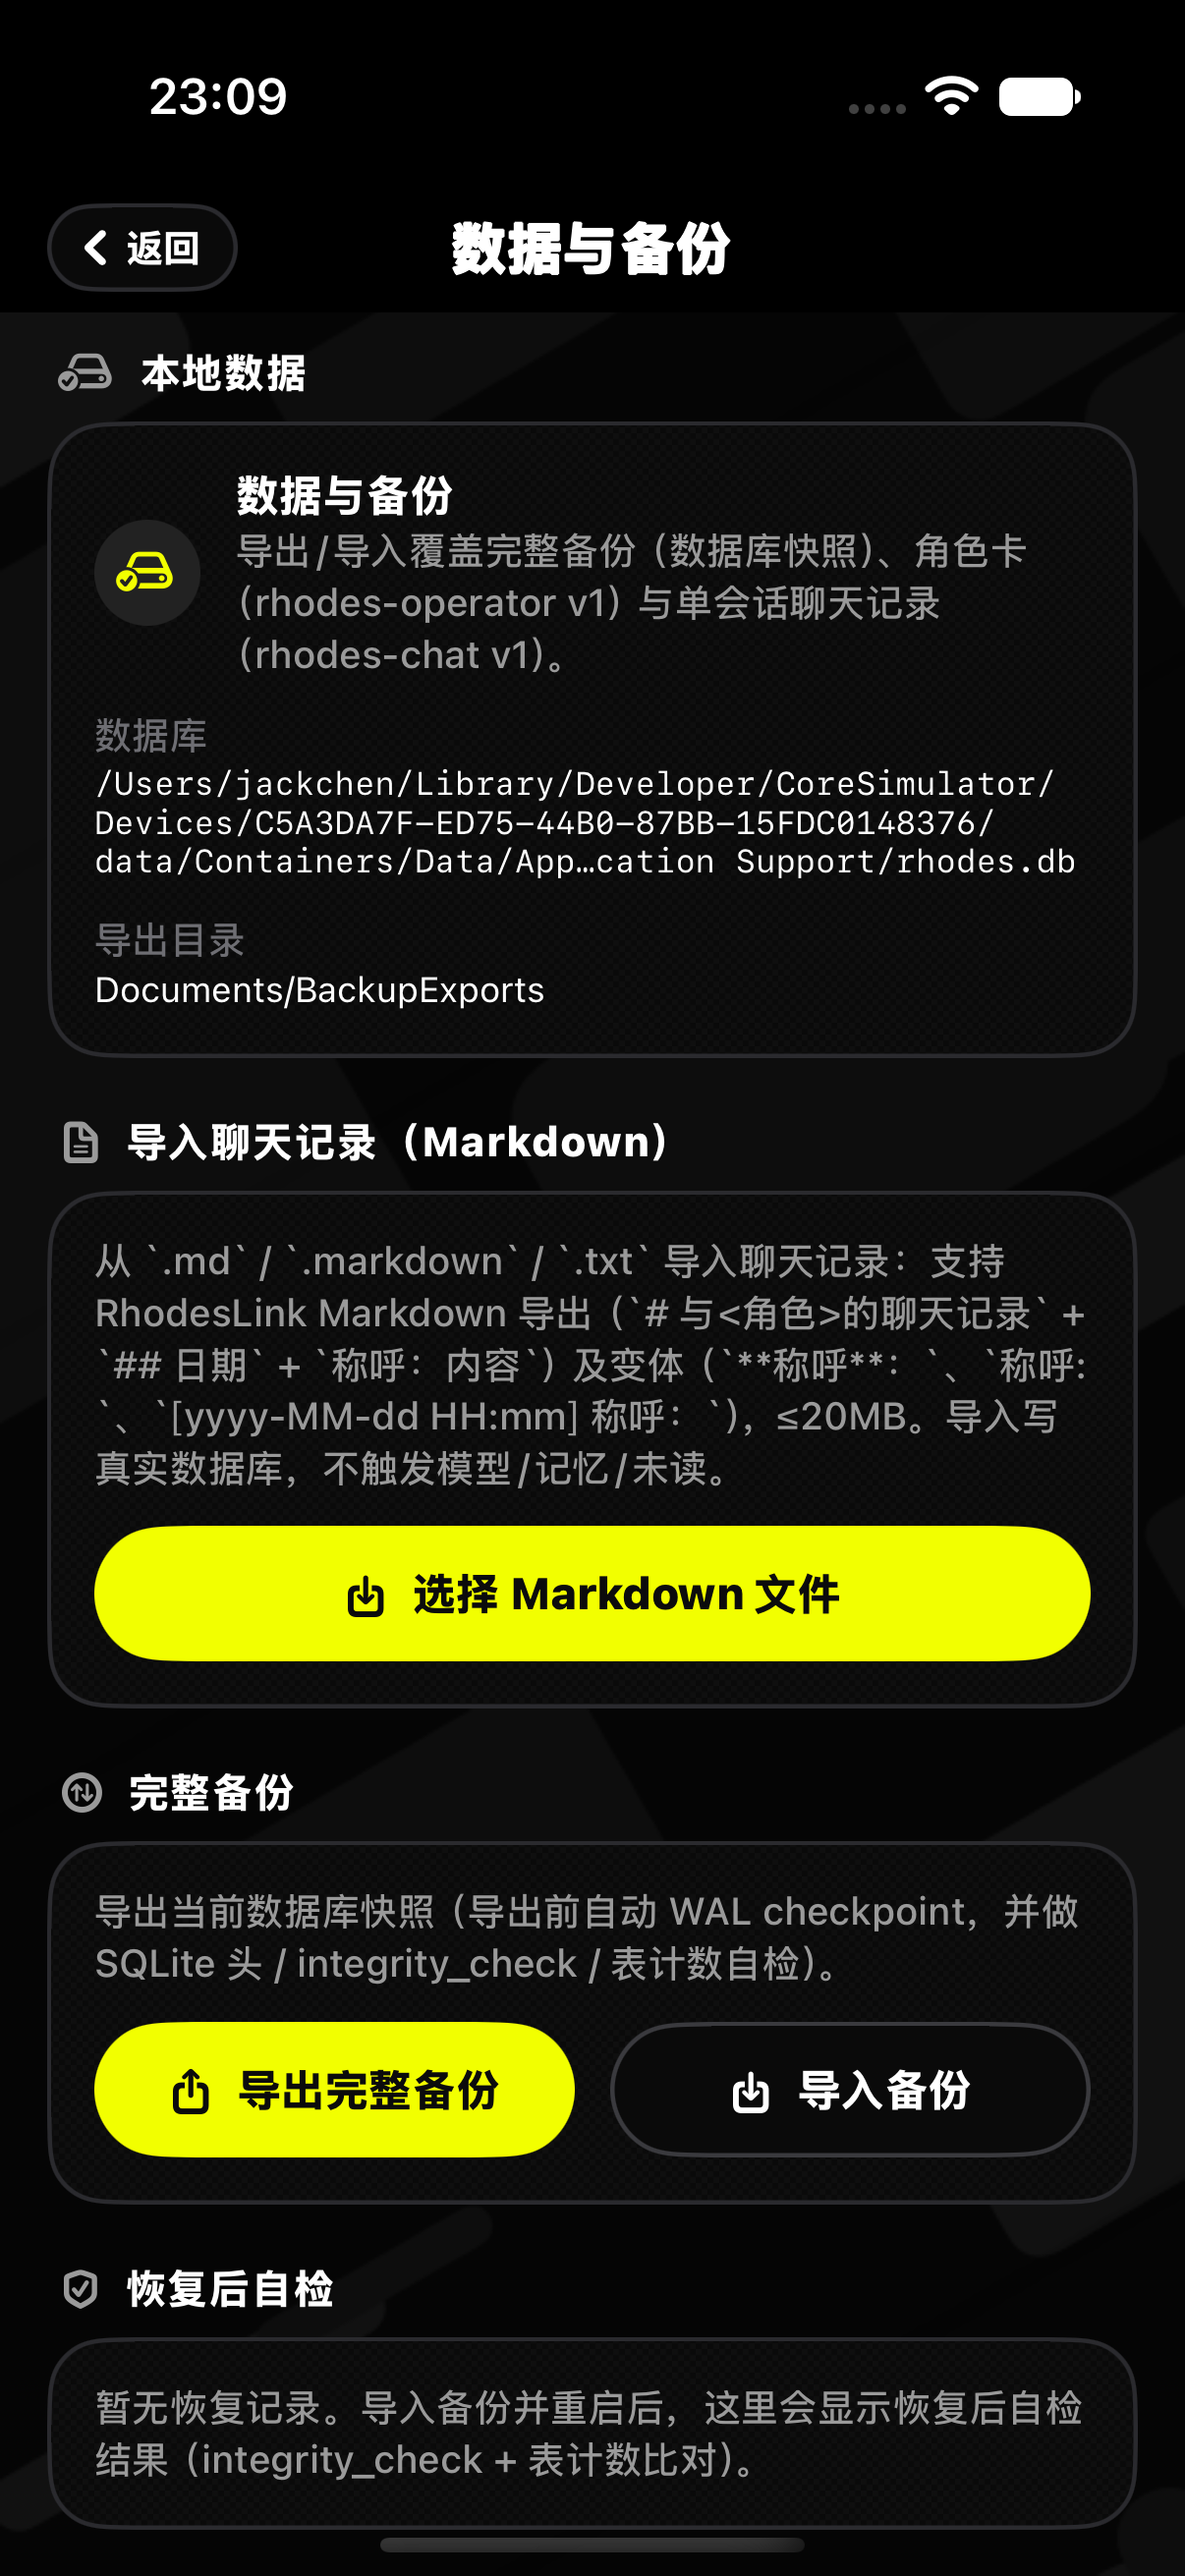 23:09
返回
数据与备份
本地数据
数据与备份
导出/导入覆盖完整备份（数据库快照）、角色卡
（rhodes-operator v1）与单会话聊天记录
（rhodes-chat v1）。
数据库
/Users/jackchen/Library/Developer/CoreSimulator/
Devices/C5A3DA7F-ED75-44B0-87BB-15FDC0148376/
data/Containers/Data/App…cation Support/rhodes.db
导出目录
Documents/BackupExports
导入聊天记录（Markdown）
从 `.md` / `.markdown` / `.txt` 导入聊天记录：支持
RhodesLink Markdown 导出（`# 与<角色>的聊天记录` +
`## 日期` + `称呼：内容`）及变体（`**称呼**：`、`称呼:
`、`[yyyy-MM-dd HH:mm] 称呼：`），≤20MB。导入写
真实数据库，不触发模型/记忆/未读。
选择 Markdown 文件
完整备份
导出当前数据库快照（导出前自动 WAL checkpoint，并做
SQLite 头 / integrity_check / 表计数自检）。
导出完整备份
导入备份
恢复后自检
暂无恢复记录。导入备份并重启后，这里会显示恢复后自检
结果（integrity_check + 表计数比对）。